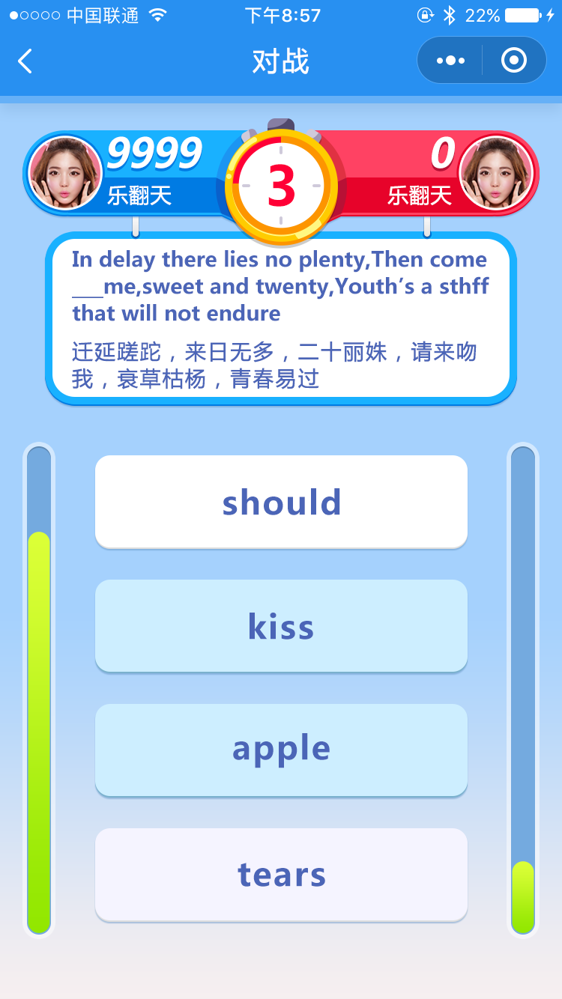 中国联通 下午8:57 22%
对战
9999 3 0
乐翻天 乐翻天
In delay there lies no plenty,Then come
___me,sweet and twenty,Youth’s a sthff
that will not endure
迁延蹉跎，来日无多，二十丽姝，请来吻
我，衰草枯杨，青春易过
should
kiss
apple
tears